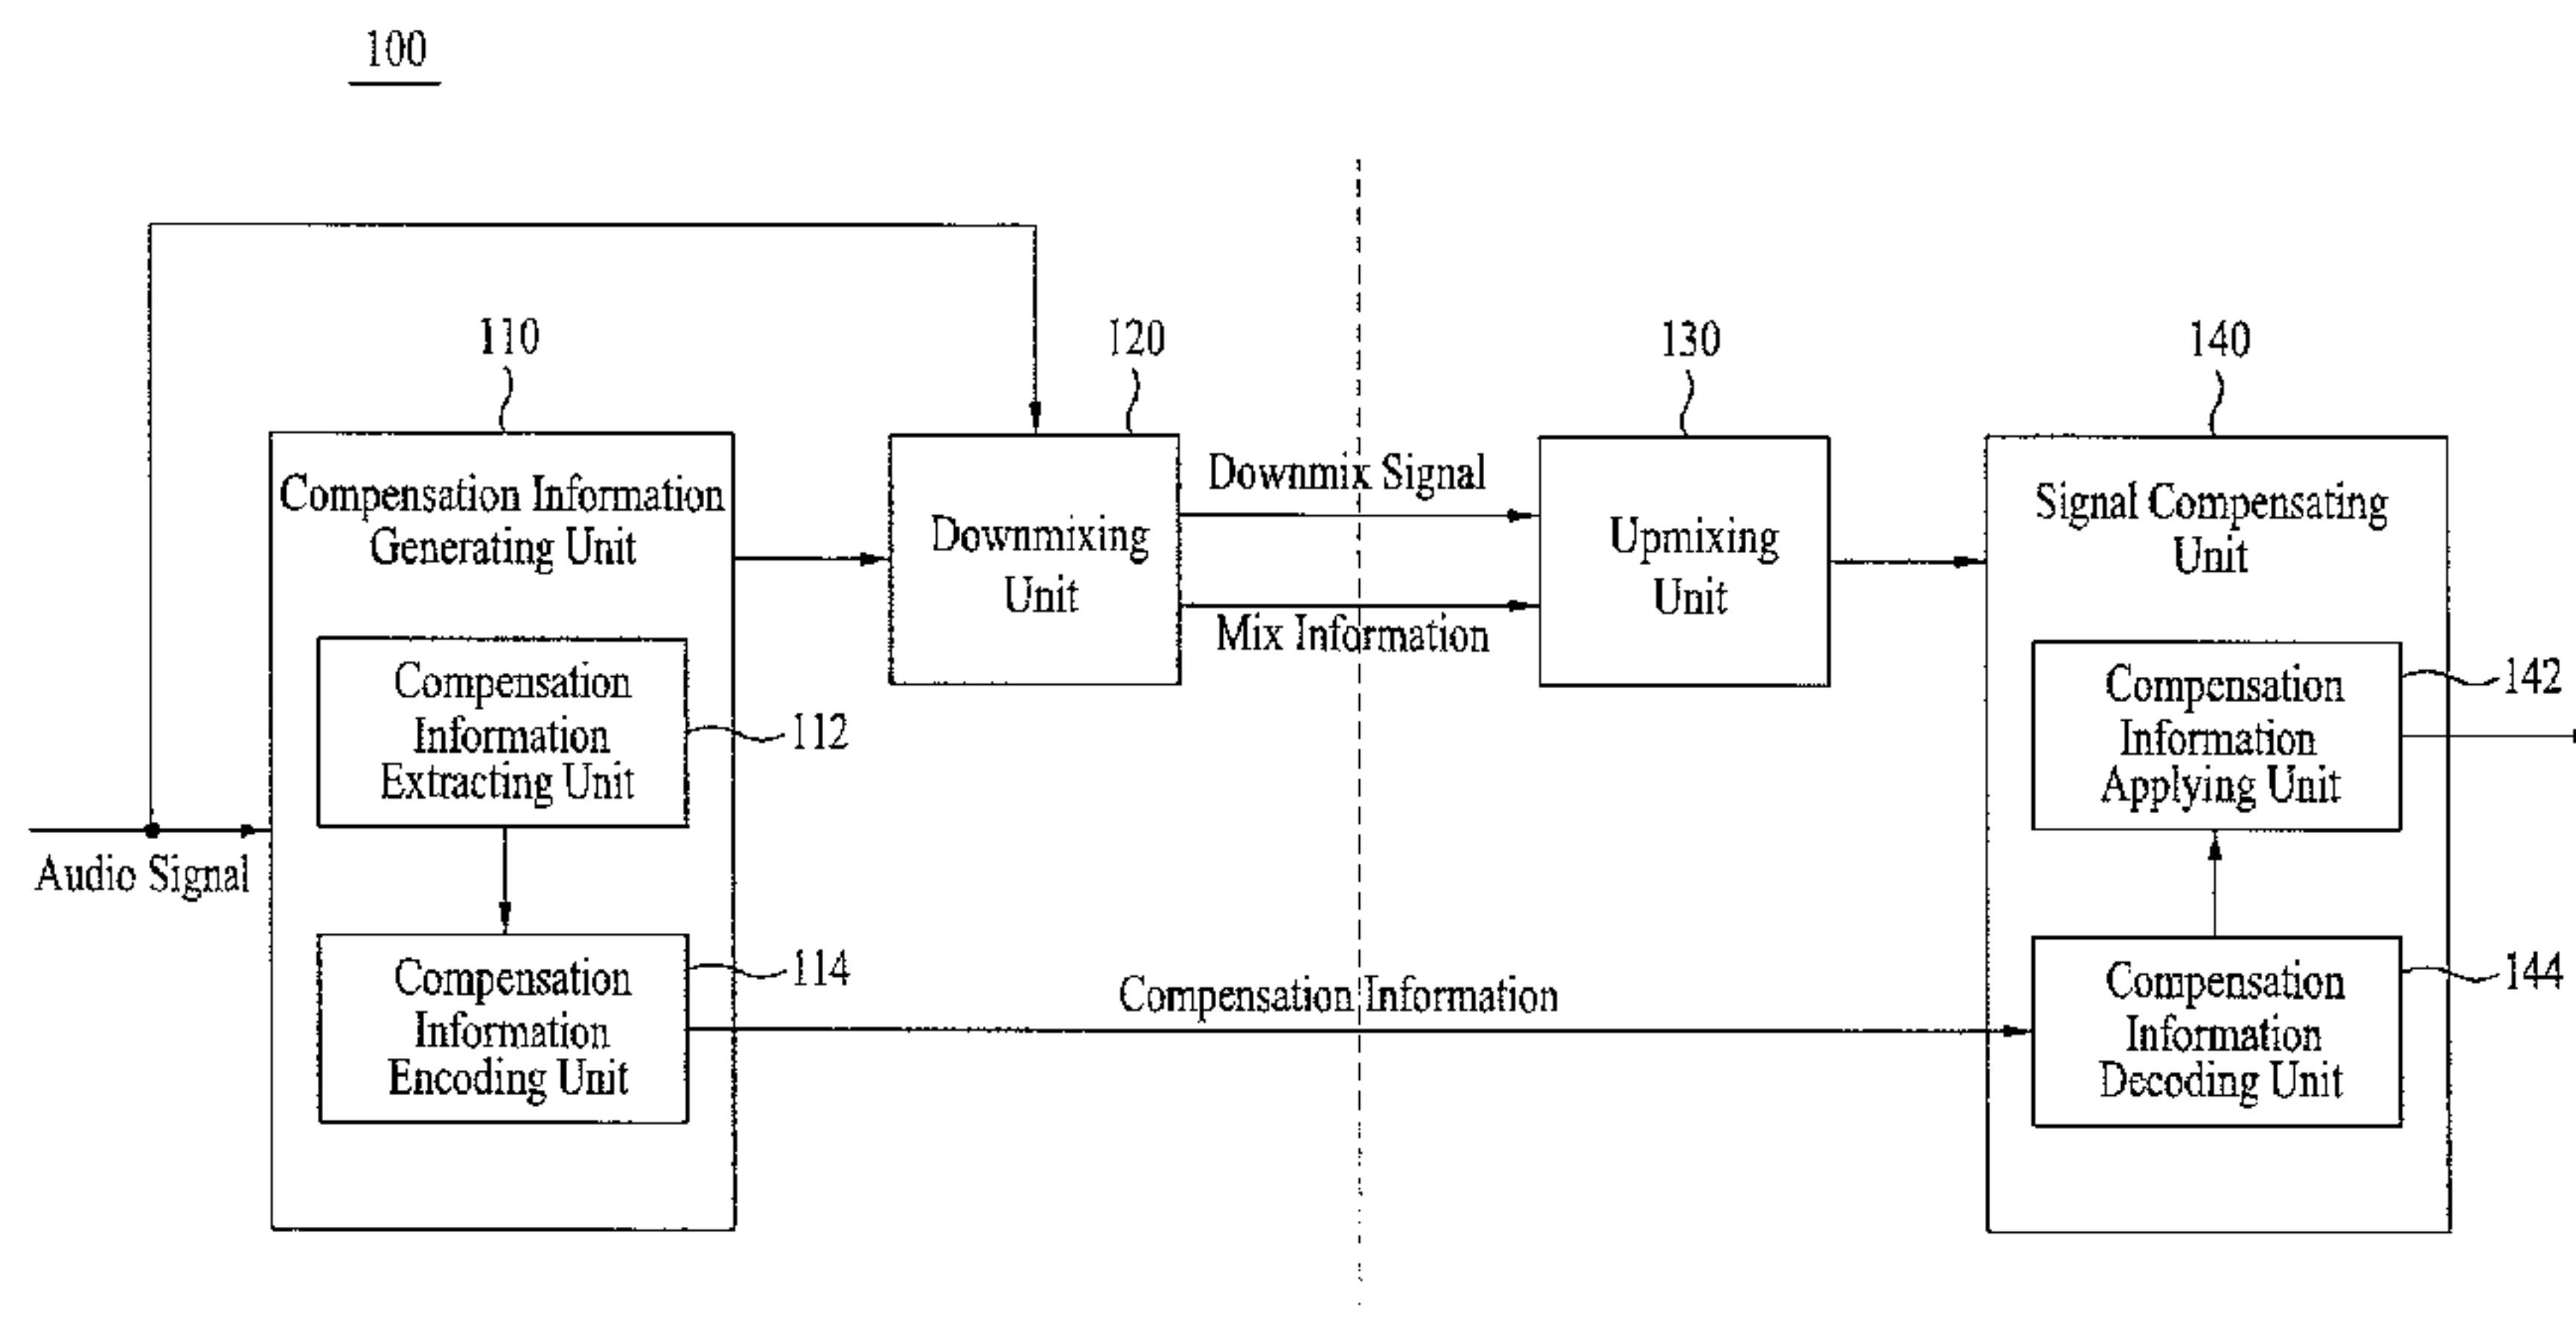 100
110
120
130
140
Compensation Information
Generating Unit
Downmixing
Unit
Downmix Signal
Mix Information
Upmixing
Unit
Signal Compensating
Unit
Compensation
Information
Extracting Unit
112
Compensation
Information
Applying Unit
142
Audio Signal
Compensation
Information
Encoding Unit
114
Compensation Information
Compensation
Information
Decoding Unit
144